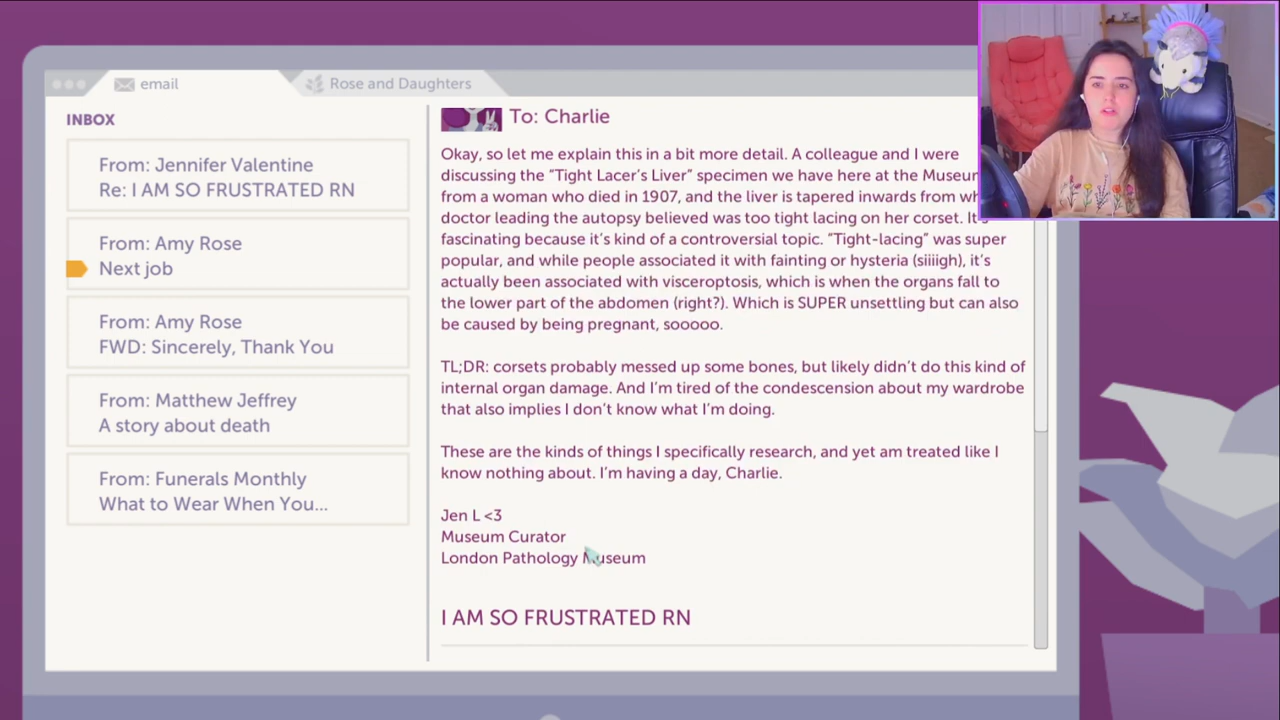 email
Rose and Daughters
INBOX
From: Jennifer Valentine
Re: I AM SO FRUSTRATED RN
From: Amy Rose
Next job
From: Amy Rose
FWD: Sincerely, Thank You
From: Matthew Jeffrey
A story about death
From: Funerals Monthly
What to Wear When You...
To: Charlie
Okay, so let me explain this in a bit more detail. A colleague and I were
discussing the “Tight Lacer’s Liver” specimen we have here at the
from a woman who died in 1907, and the liver is tapered inwards from
doctor leading the autopsy believed was too tight lacing on her corset. It’s
fascinating because it’s kind of a controversial topic. “Tight-lacing” was super
popular, and while people associated it with fainting or hysteria (siiiigh), it’s
actually been associated with visceroptosis, which is when the organs fall to
the lower part of the abdomen (right?). Which is SUPER unsettling but can also
be caused by being pregnant, sooooo.
TL;DR: corsets probably messed up some bones, but likely didn’t do this kind of
internal organ damage. And I’m tired of the condescension about my wardrobe
that also implies I don’t know what I’m doing.
These are the kinds of things I specifically research, and yet am treated like I
know nothing about. I’m having a day, Charlie.
Jen L <3
Museum Curator
London Pathology Museum
I AM SO FRUSTRATED RN